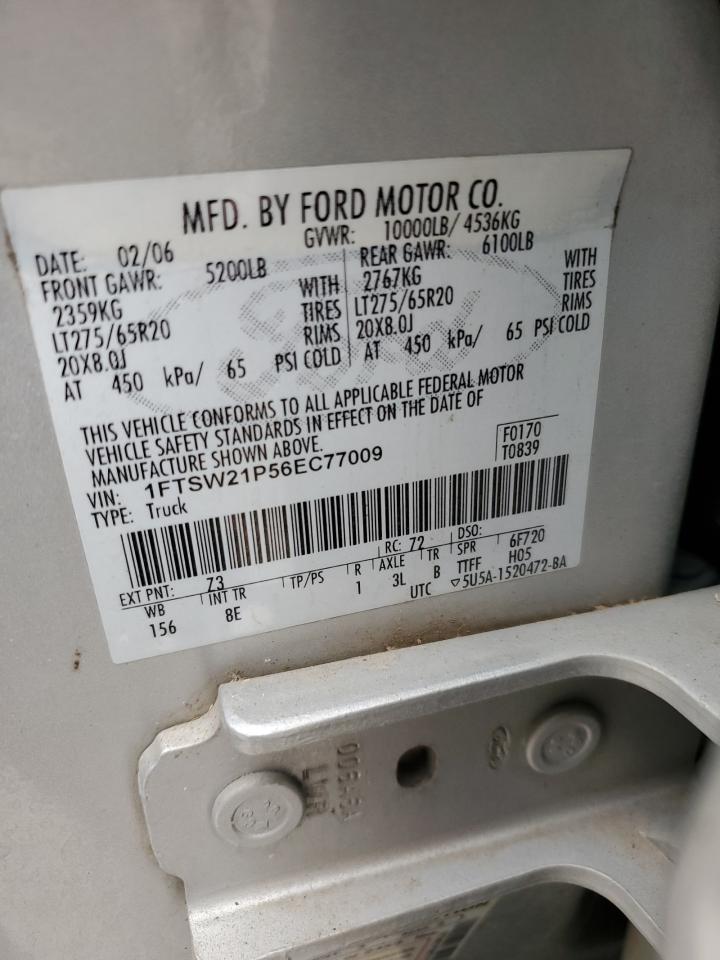 MFD. BY FORD MOTOR CO.
DATE: 02/06 GVWR: 10000LB/ 4536KG
FRONT GAWR: 5200LB REAR GAWR: 6100LB
2359KG WITH 2767KG WITH
LT275/65R20 TIRES LT275/65R20 TIRES
20X8.0J RIMS 20X8.0J RIMS
AT 450 kPa/ 65 PSI COLD AT 450 kPa/ 65 PSI COLD
THIS VEHICLE CONFORMS TO ALL APPLICABLE FEDERAL MOTOR
VEHICLE SAFETY STANDARDS IN EFFECT ON THE DATE OF
MANUFACTURE SHOWN ABOVE.
VIN: 1FTSW21P56EC77009 F0170
TYPE: Truck T0839
EXT PNT: Z3 RC: 72 DSO:
WB INT TR TP/PS R AXLE TR SPR 6F720
156 8E 1 3L B TTFF H05
UTC ▽5U5A-1520472-BA